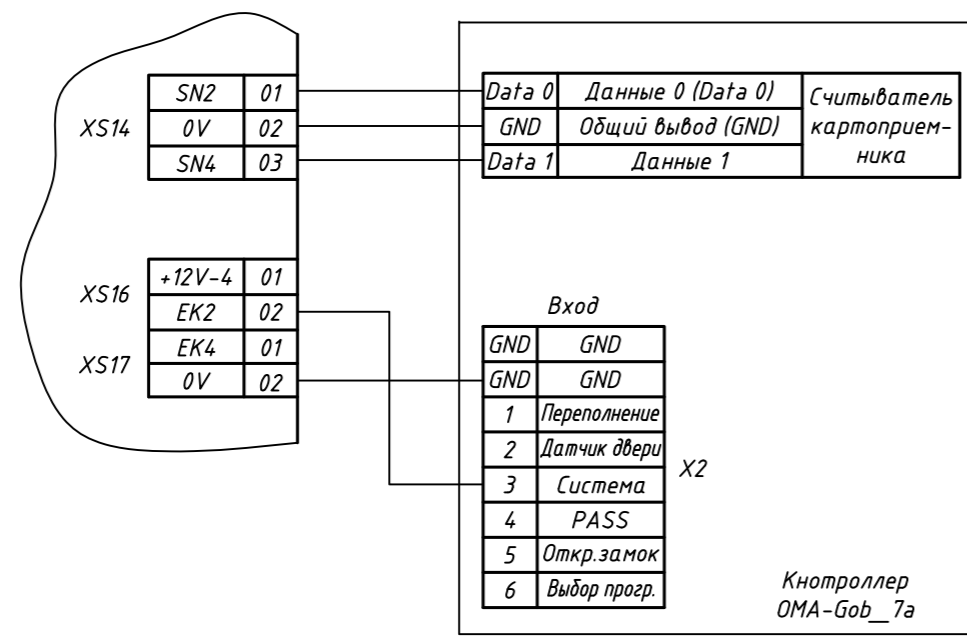 SN2 01
XS14 0V 02
SN4 03
Data 0 Данные 0 (Data 0)
GND Общий вывод (GND)
Data 1 Данные 1
Считыватель
картоприем-
ника
XS16
+12V-4 01
EK2 02
XS17
EK4 01
0V 02
Вход
GND GND
GND GND
1 Переполнение
2 Датчик двери
3 Система
4 PASS
5 Откр.замок
6 Выбор прогр.
X2
Кнотроллер
OMA-Gob__7a